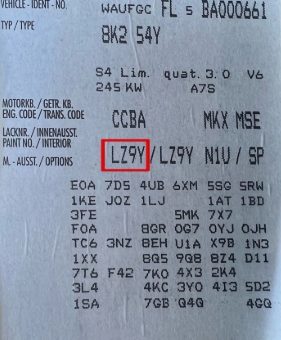 VEHICLE - IDENT - NO. WAUFGC FL 5 BA000661
TYP / TYPE 8K2 54Y
S4 Lim. quat. 3.0 V6
245 KW A7S
MOTORKB. / GETR. KB.
ENG. CODE / TRANS. CODE CCBA MKX MSE
LACKNR. / INNENAUSST.
PAINT NO. / INTERIOR LZ9Y / LZ9Y N1U / SP
M. - AUSST. / OPTIONS
E0A 7D5 4UB 6XM 5SG 5RW
1KE J0Z 1LJ 1AT 1BD
3FE 5MK 7X7
F0A 8GR 0G7 0YJ 0JH
TC6 3NZ 8EH U1A X9B 1N3
1XX 8G5 9Q8 8Z4 D11
7T6 F42 7K0 4X3 2K4
3L4 4KC 3Y0 4I3 5D2
1SA 7GB Q4G 4GQ